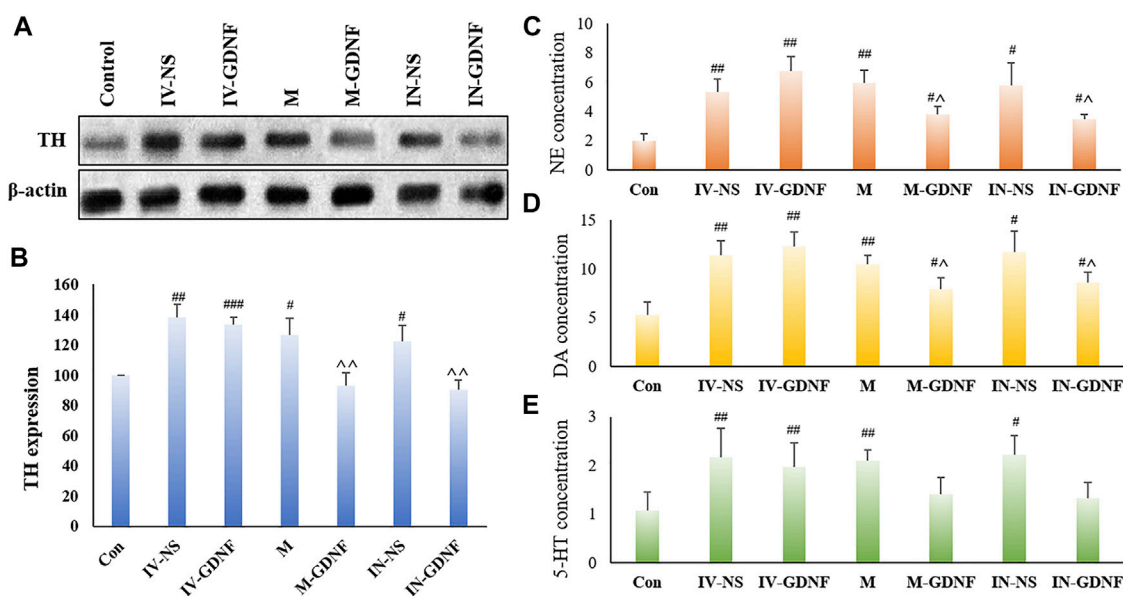 A
Control
IV-NS
IV-GDNF
M
M-GDNF
IN-NS
IN-GDNF
TH
β-actin
B
TH expression
160
140
120
100
80
60
40
20
0
##
###
#
^^
#
^^
Con
IV-NS
IV-GDNF
M
M-GDNF
IN-NS
IN-GDNF
C
NE concentration
10
8
6
4
2
0
##
##
##
#^
#
#^
Con IV-NS IV-GDNF M M-GDNF IN-NS IN-GDNF
D
DA concentration
15
10
5
0
##
##
##
#^
#
#^
Con IV-NS IV-GDNF M M-GDNF IN-NS IN-GDNF
E
5-HT concentration
3
2
1
0
##
##
##
#
Con IV-NS IV-GDNF M M-GDNF IN-NS IN-GDNF